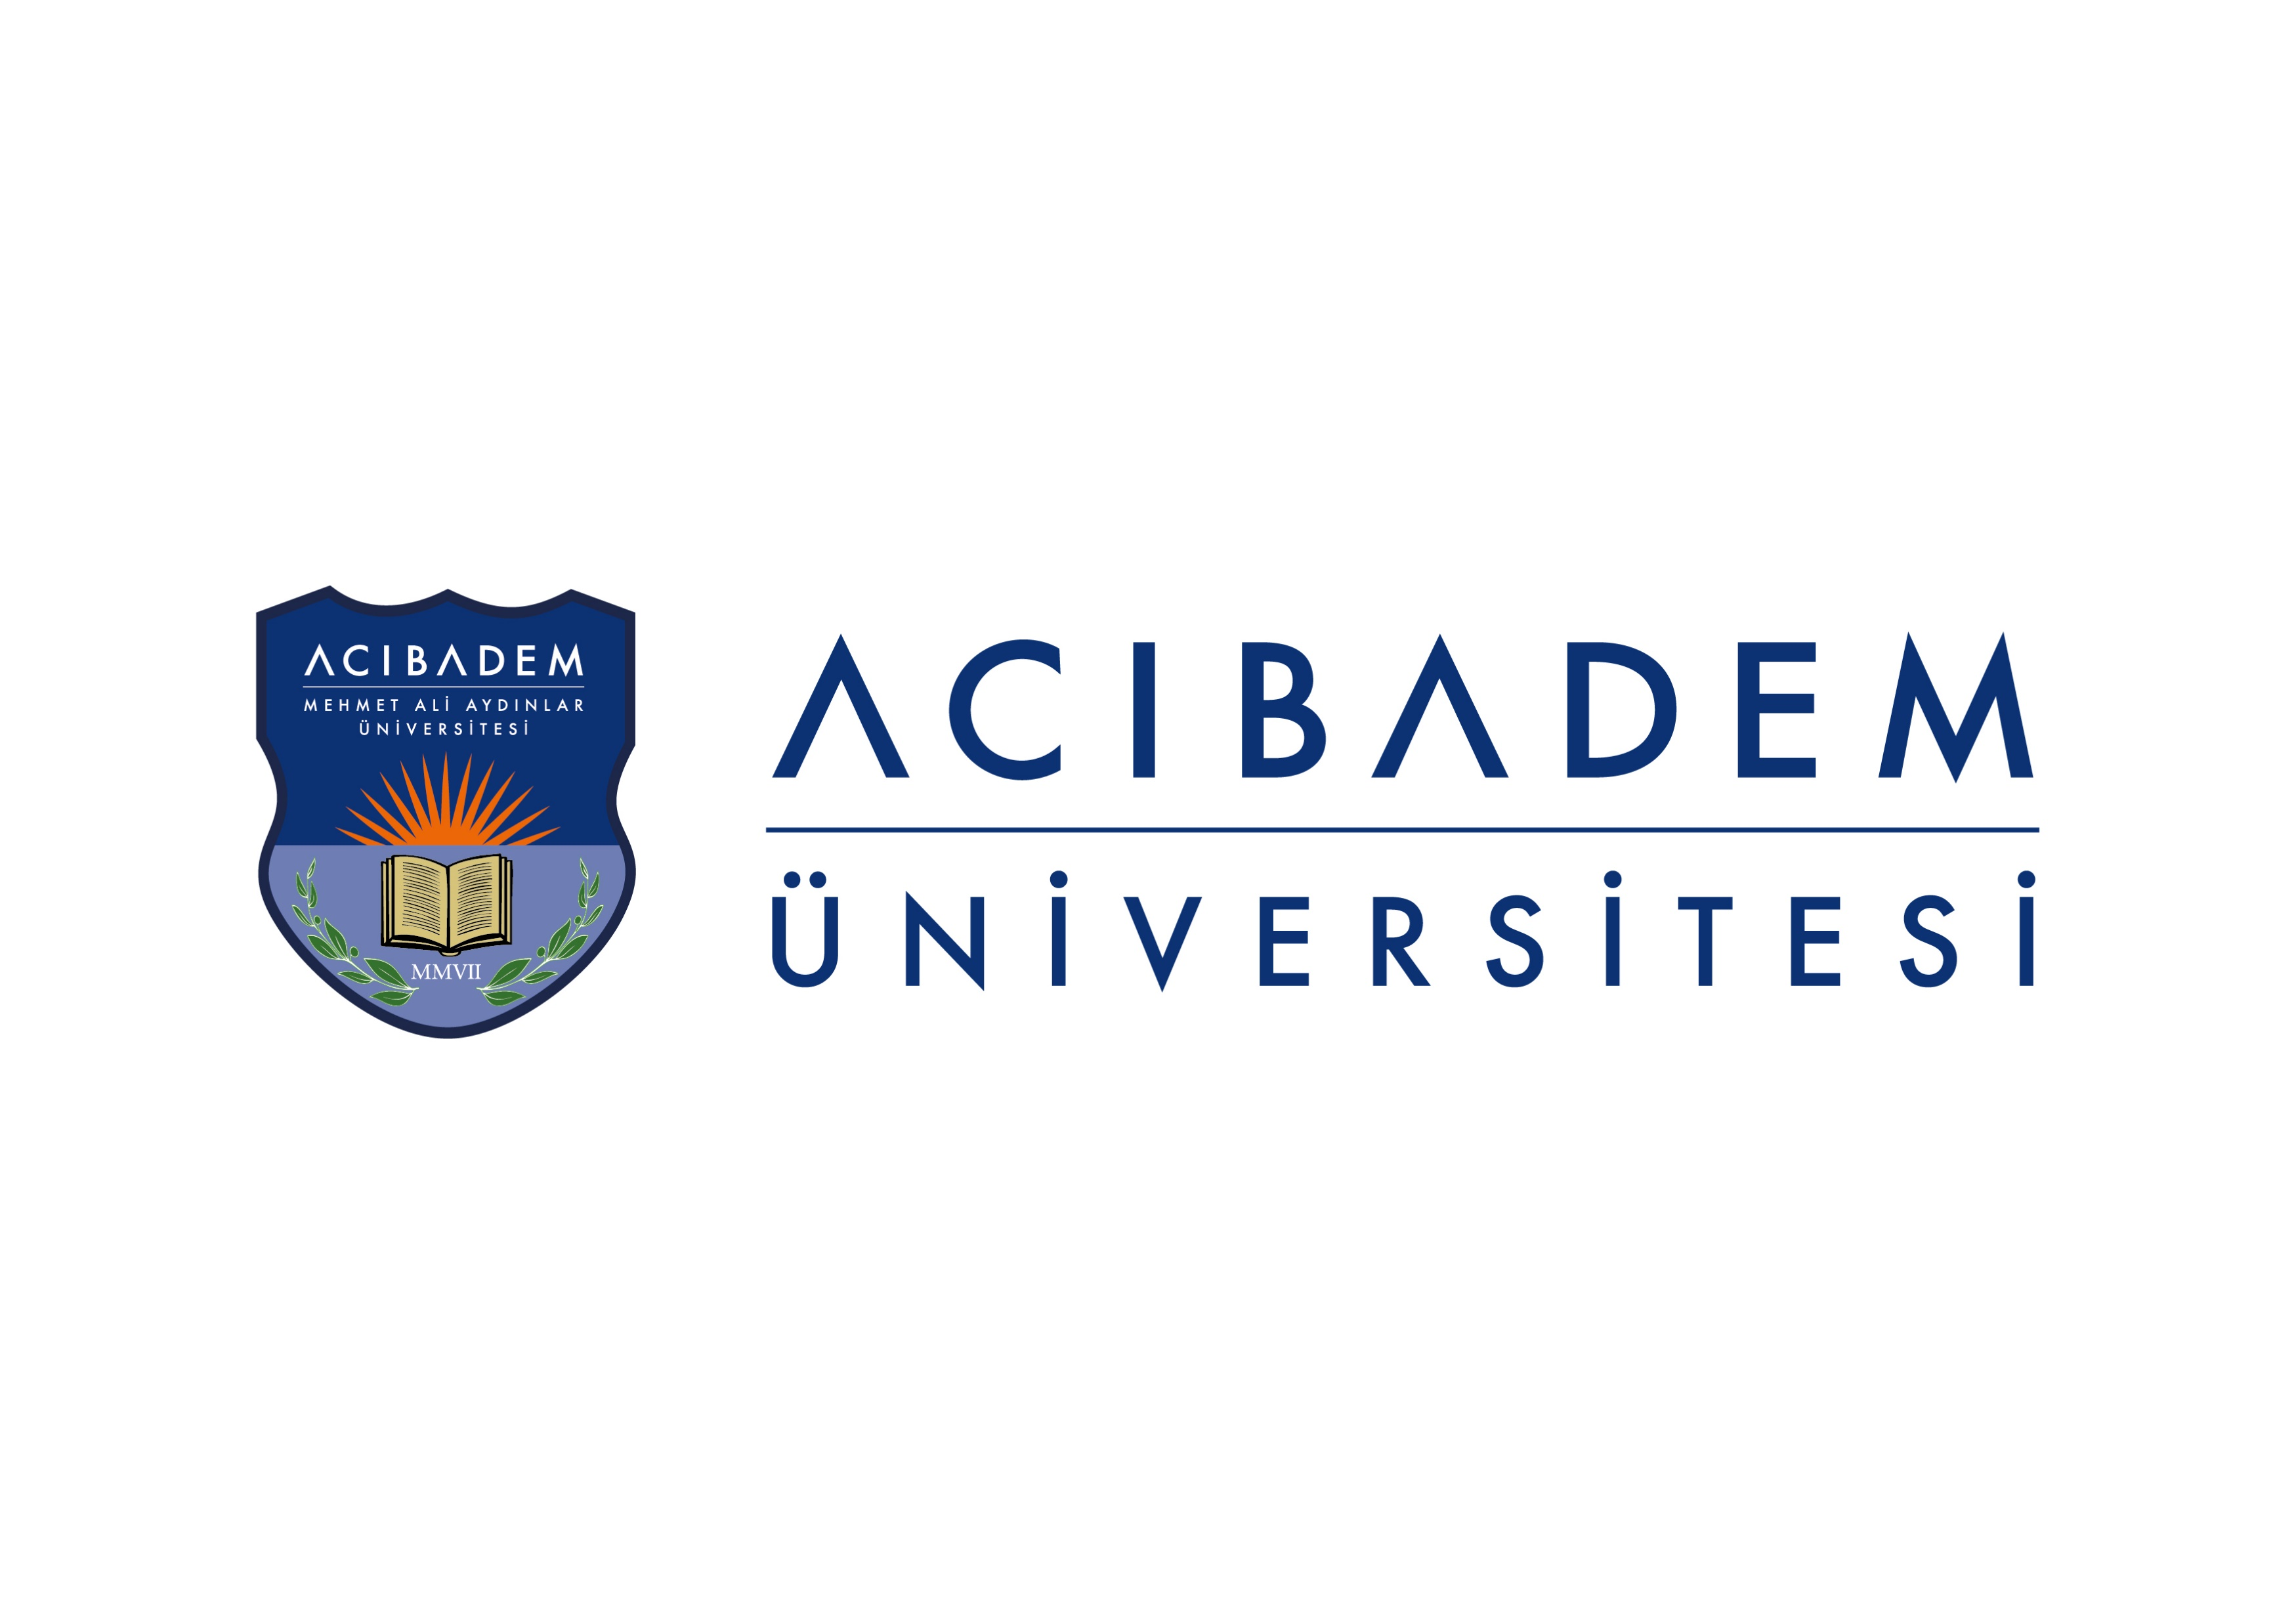 ACIBADEM
MEHMET ALİ AYDINLAR
ÜNİVERSİTESİ
MMVII
ACIBADEM
ÜNİVERSİTESİ